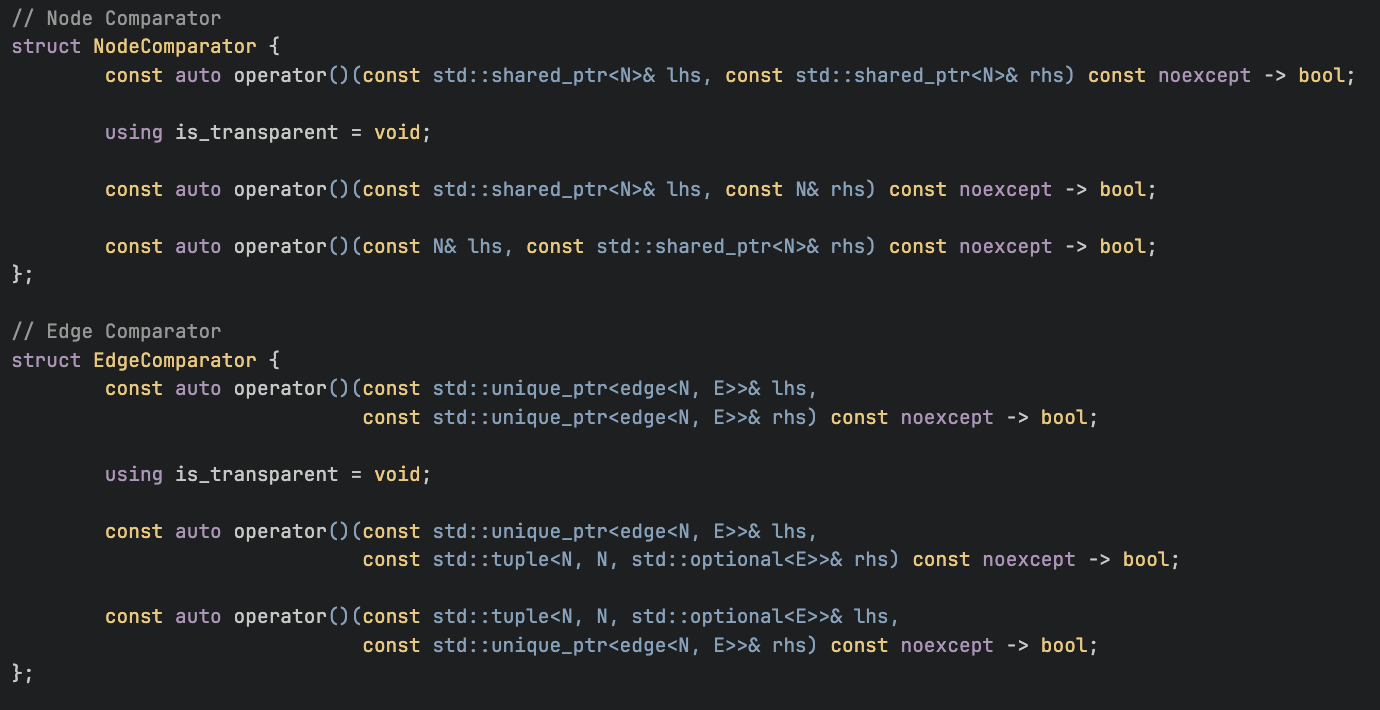 // Node Comparator
struct NodeComparator {
        const auto operator()(const std::shared_ptr<N>& lhs, const std::shared_ptr<N>& rhs) const noexcept -> bool;

        using is_transparent = void;

        const auto operator()(const std::shared_ptr<N>& lhs, const N& rhs) const noexcept -> bool;

        const auto operator()(const N& lhs, const std::shared_ptr<N>& rhs) const noexcept -> bool;
};

// Edge Comparator
struct EdgeComparator {
        const auto operator()(const std::unique_ptr<edge<N, E>>& lhs,
                              const std::unique_ptr<edge<N, E>>& rhs) const noexcept -> bool;

        using is_transparent = void;

        const auto operator()(const std::unique_ptr<edge<N, E>>& lhs,
                              const std::tuple<N, N, std::optional<E>>& rhs) const noexcept -> bool;

        const auto operator()(const std::tuple<N, N, std::optional<E>>& lhs,
                              const std::unique_ptr<edge<N, E>>& rhs) const noexcept -> bool;
};